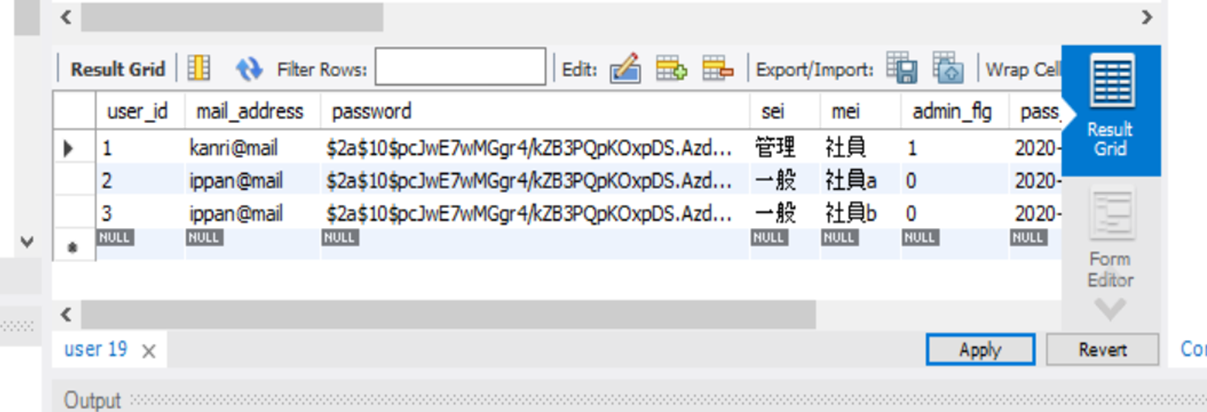 Result Grid Filter Rows: Edit: Export/Import: Wrap Cell
user_id mail_address password sei mei admin_flg pass_
1 kanri@mail $2a$10$pcJwE7wMGgr4/kZB3PQpKOxpDS.Azd... 管理 社員 1 2020-
2 ippan@mail $2a$10$pcJwE7wMGgr4/kZB3PQpKOxpDS.Azd... 一般 社員a 0 2020-
3 ippan@mail $2a$10$pcJwE7wMGgr4/kZB3PQpKOxpDS.Azd... 一般 社員b 0 2020-
NULL NULL NULL NULL NULL NULL NULL
Result
Grid
Form
Editor
user 19
Apply Revert Con
Output